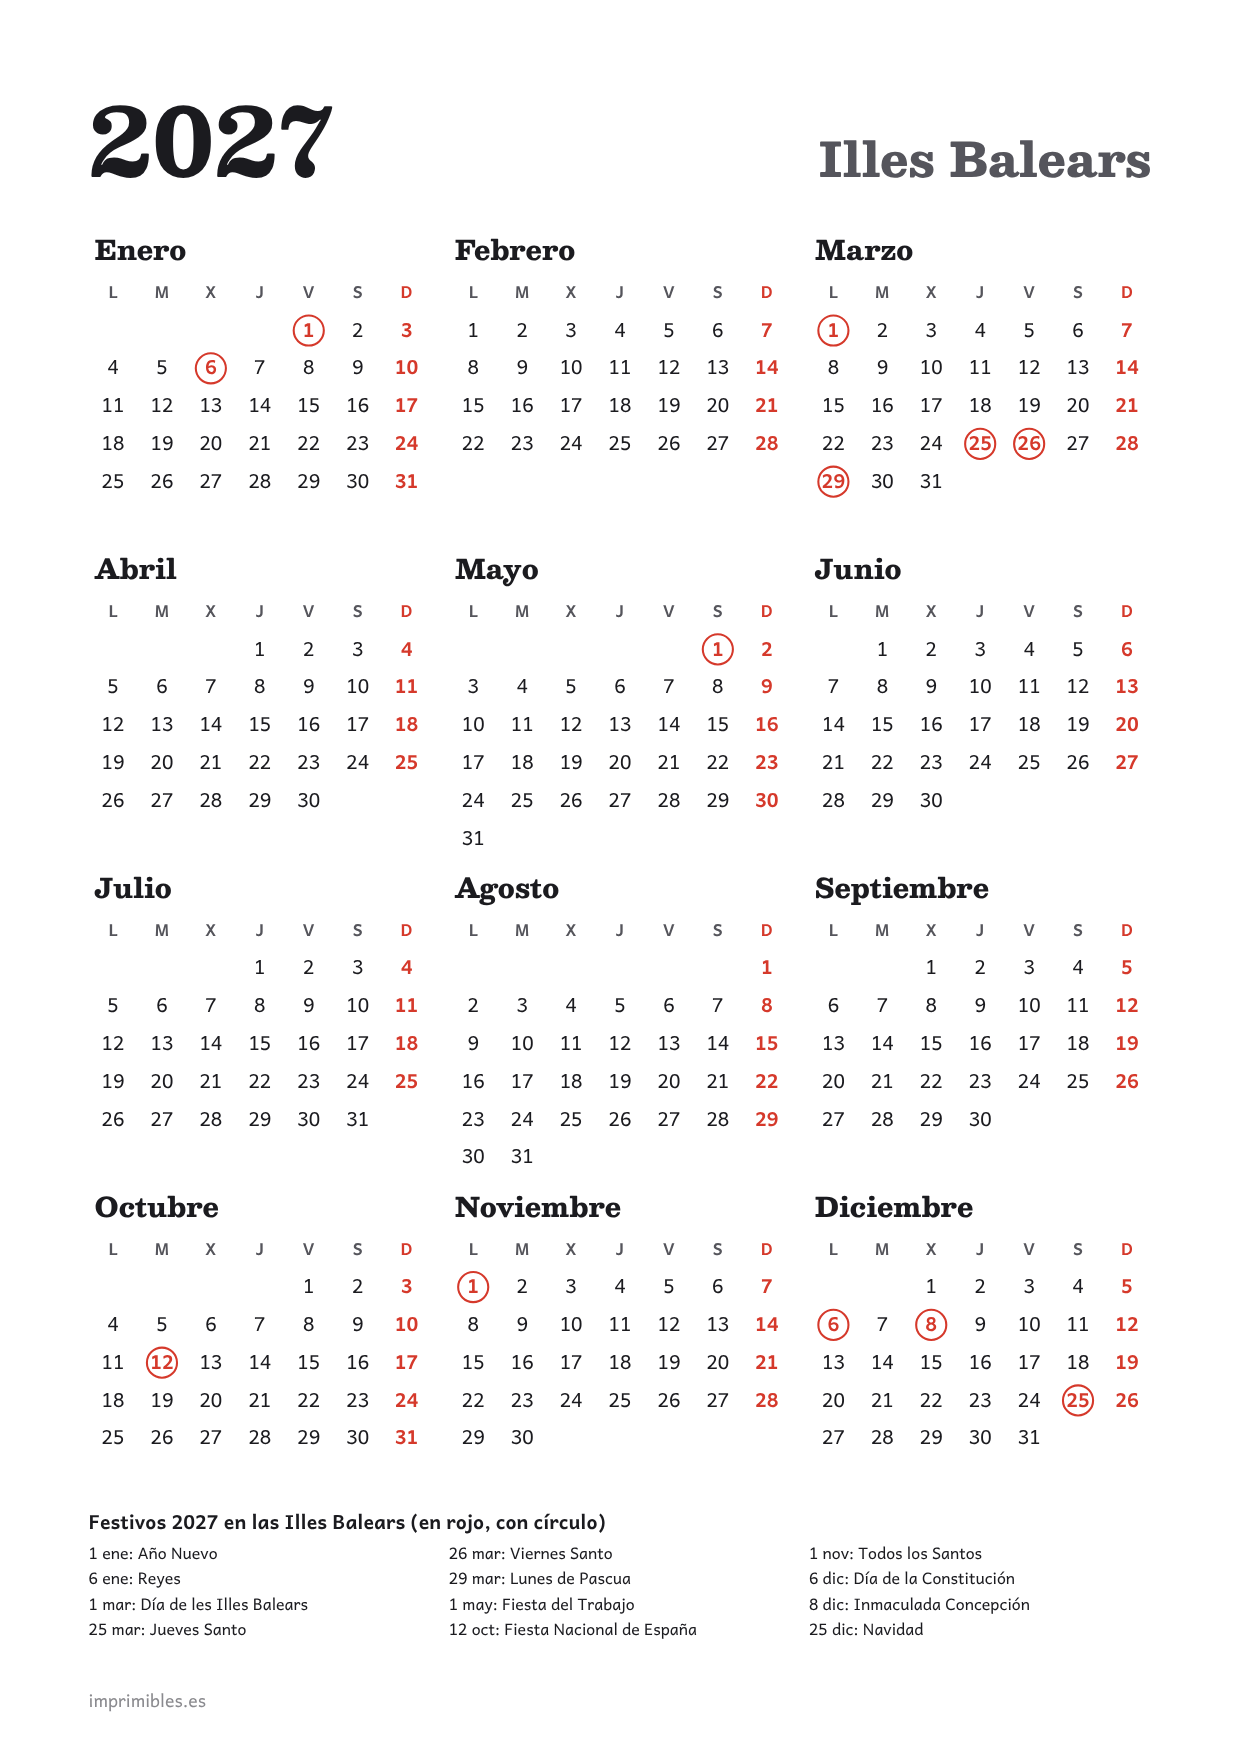 2027
Illes Balears
Enero
L M X J V S D
1 2 3
4 5 6 7 8 9 10
11 12 13 14 15 16 17
18 19 20 21 22 23 24
25 26 27 28 29 30 31
Febrero
L M X J V S D
1 2 3 4 5 6 7
8 9 10 11 12 13 14
15 16 17 18 19 20 21
22 23 24 25 26 27 28
Marzo
L M X J V S D
1 2 3 4 5 6 7
8 9 10 11 12 13 14
15 16 17 18 19 20 21
22 23 24 25 26 27 28
29 30 31
Abril
L M X J V S D
1 2 3 4
5 6 7 8 9 10 11
12 13 14 15 16 17 18
19 20 21 22 23 24 25
26 27 28 29 30
Mayo
L M X J V S D
1 2
3 4 5 6 7 8 9
10 11 12 13 14 15 16
17 18 19 20 21 22 23
24 25 26 27 28 29 30
31
Junio
L M X J V S D
1 2 3 4 5 6
7 8 9 10 11 12 13
14 15 16 17 18 19 20
21 22 23 24 25 26 27
28 29 30
Julio
L M X J V S D
1 2 3 4
5 6 7 8 9 10 11
12 13 14 15 16 17 18
19 20 21 22 23 24 25
26 27 28 29 30 31
Agosto
L M X J V S D
1
2 3 4 5 6 7 8
9 10 11 12 13 14 15
16 17 18 19 20 21 22
23 24 25 26 27 28 29
30 31
Septiembre
L M X J V S D
1 2 3 4 5
6 7 8 9 10 11 12
13 14 15 16 17 18 19
20 21 22 23 24 25 26
27 28 29 30
Octubre
L M X J V S D
1 2 3
4 5 6 7 8 9 10
11 12 13 14 15 16 17
18 19 20 21 22 23 24
25 26 27 28 29 30 31
Noviembre
L M X J V S D
1 2 3 4 5 6 7
8 9 10 11 12 13 14
15 16 17 18 19 20 21
22 23 24 25 26 27 28
29 30
Diciembre
L M X J V S D
1 2 3 4 5
6 7 8 9 10 11 12
13 14 15 16 17 18 19
20 21 22 23 24 25 26
27 28 29 30 31
Festivos 2027 en las Illes Balears (en rojo, con círculo)
1 ene: Año Nuevo
6 ene: Reyes
1 mar: Día de les Illes Balears
25 mar: Jueves Santo
26 mar: Viernes Santo
29 mar: Lunes de Pascua
1 may: Fiesta del Trabajo
12 oct: Fiesta Nacional de España
1 nov: Todos los Santos
6 dic: Día de la Constitución
8 dic: Inmaculada Concepción
25 dic: Navidad
imprimibles.es